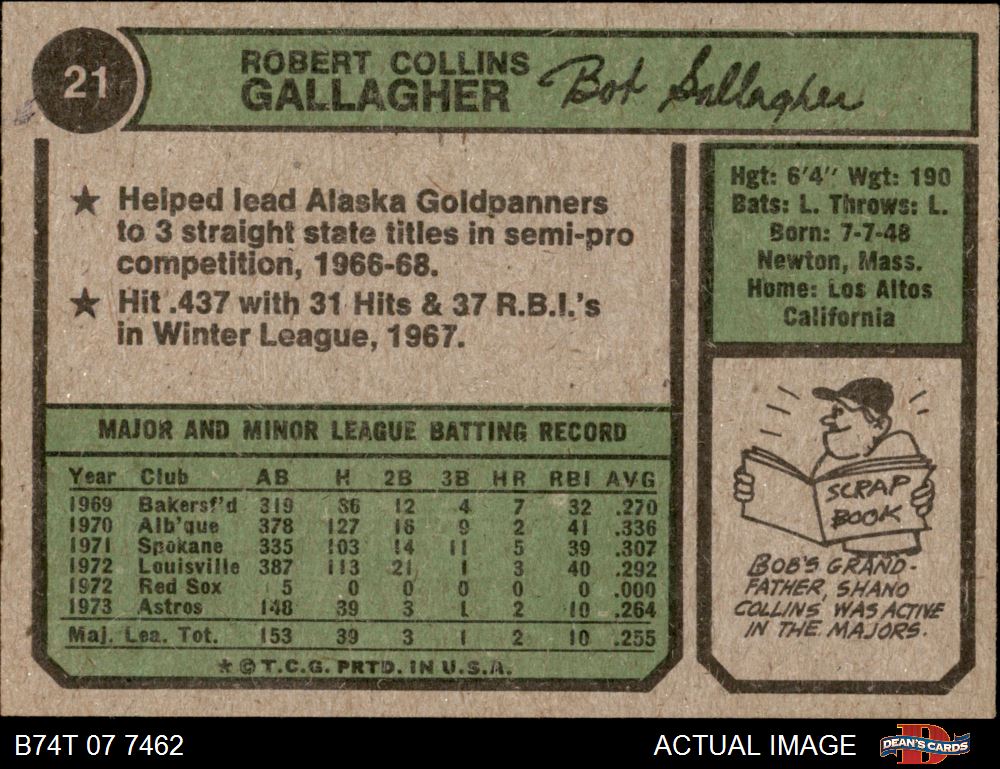 21
ROBERT COLLINS
GALLAGHER
Bob Gallagher
★ Helped lead Alaska Goldpanners
to 3 straight state titles in semi-pro
competition, 1966-68.
★ Hit .437 with 31 Hits & 37 R.B.I.'s
in Winter League, 1967.
Hgt: 6'4" Wgt: 190
Bats: L. Throws: L.
Born: 7-7-48
Newton, Mass.
Home: Los Altos
California
MAJOR AND MINOR LEAGUE BATTING RECORD
Year Club AB H 2B 3B HR RBI AVG
1969 Bakersf'd 319 86 12 4 7 32 .270
1970 Alb'que 378 127 16 9 2 41 .336
1971 Spokane 335 103 14 11 5 39 .307
1972 Louisville 387 113 21 1 3 40 .292
1972 Red Sox 5 0 0 0 0 0 .000
1973 Astros 148 39 3 1 2 10 .264
Maj. Lea. Tot. 153 39 3 1 2 10 .255
★ © T.C.G. PRTD. IN U.S.A.
SCRAP
BOOK
BOB'S GRAND-
FATHER, SHANO
COLLINS WAS ACTIVE
IN THE MAJORS.
B74T 07 7462
ACTUAL IMAGE
DEAN'S CARDS